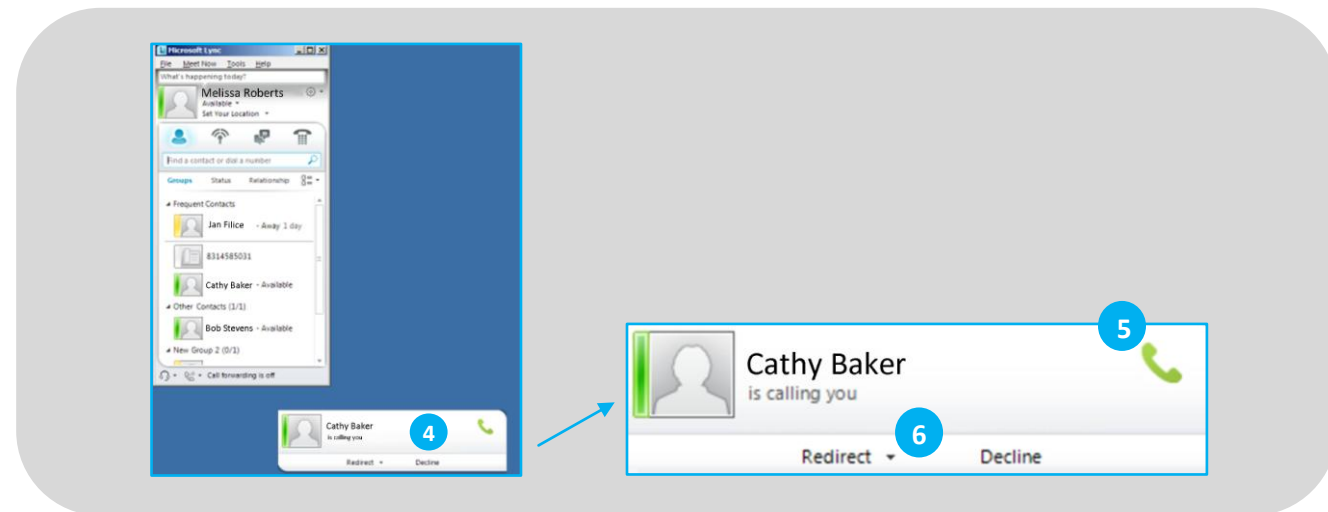 Microsoft Lync
File Meet Now Tools Help
What's happening today?
Melissa Roberts
Available
Set Your Location
Find a contact or dial a number
Groups Status Relationship
Frequent Contacts
Jan Filice - Away 1 day
8314585031
Cathy Baker - Available
Other Contacts (1/1)
Bob Stevens - Available
New Group 2 (0/1)
Call forwarding is off
Cathy Baker
is calling you
4
Redirect Decline
5
Cathy Baker
is calling you
6
Redirect Decline